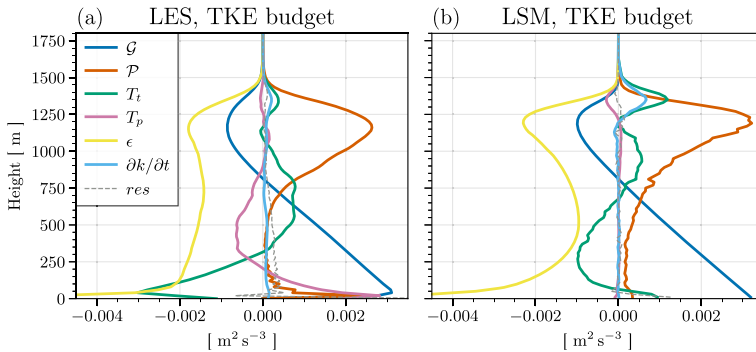 (a) LES, TKE budget
(b) LSM, TKE budget
1750
1500
1250
1000
750
500
250
0
Height [ m ]
𝒢
𝒫
T_t
T_p
ϵ
∂k/∂t
res
−0.004 −0.002 0.000 0.002
−0.004 −0.002 0.000 0.002
[ m² s⁻³ ]
[ m² s⁻³ ]